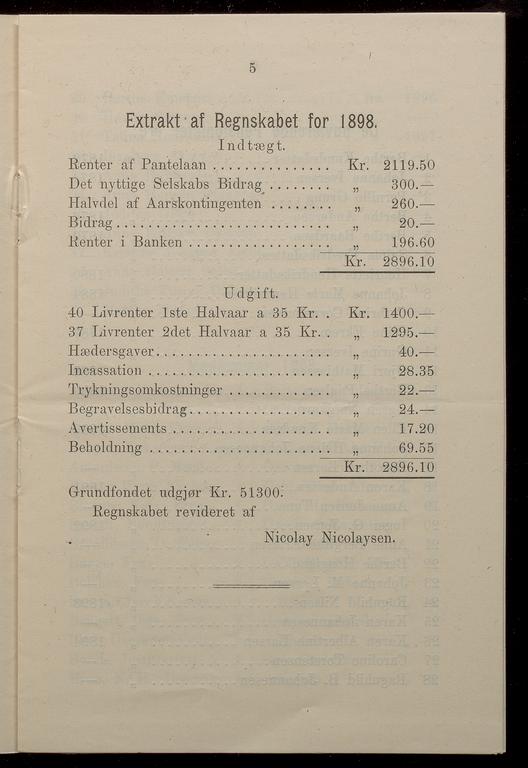 5
Extrakt af Regnskabet for 1898.
Indtægt.
Renter af Pantelaan ............... Kr. 2119.50
Det nyttige Selskabs Bidrag ........ „ 300.—
Halvdel af Aarskontingenten ........ „ 260.—
Bidrag........................... „ 20.—
Renter i Banken .................. „ 196.60
Kr. 2896.10
Udgift.
40 Livrenter 1ste Halvaar a 35 Kr. . Kr. 1400.—
37 Livrenter 2det Halvaar a 35 Kr. . „ 1295.—
Hædersgaver...................... „ 40.—
Incassation ....................... „ 28.35
Trykningsomkostninger ............. „ 22.—
Begravelsesbidrag.................. „ 24.—
Avertissements .................... „ 17.20
Beholdning ....................... „ 69.55
Kr. 2896.10
Grundfondet udgjør Kr. 51300.
Regnskabet revideret af
Nicolay Nicolaysen.